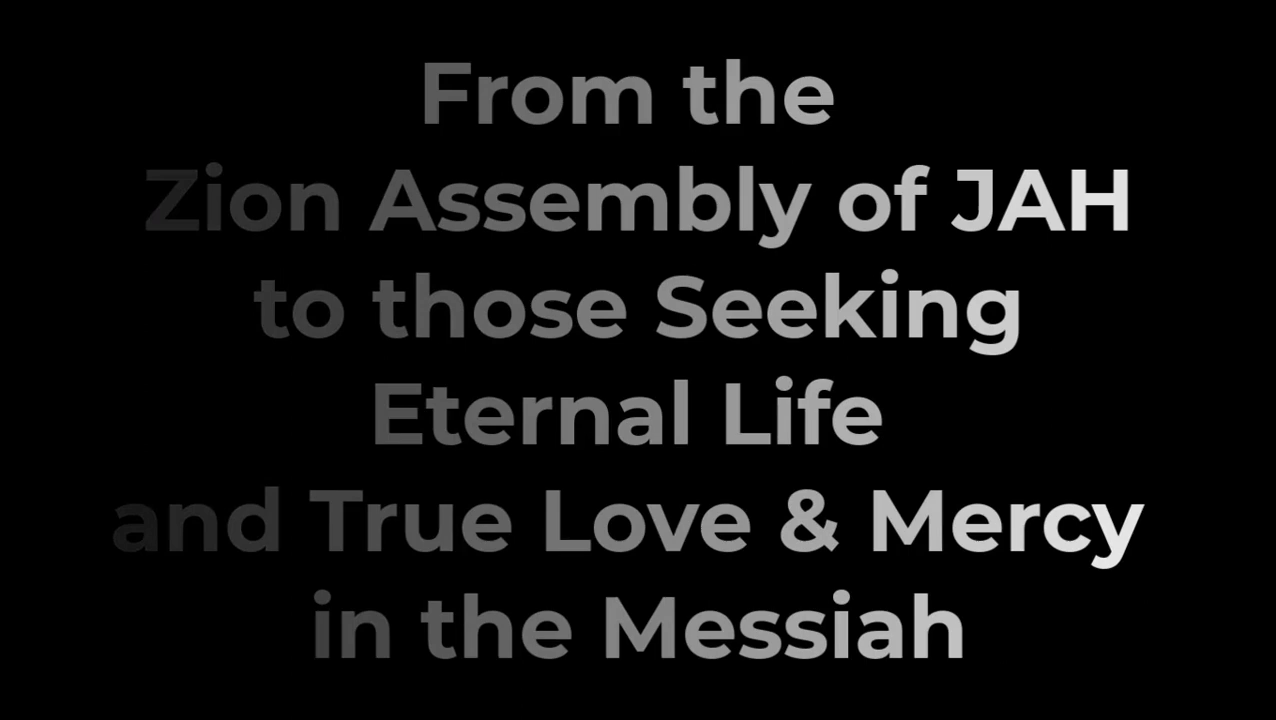 From the
Zion Assembly of JAH
to those Seeking
Eternal Life
and True Love & Mercy
in the Messiah